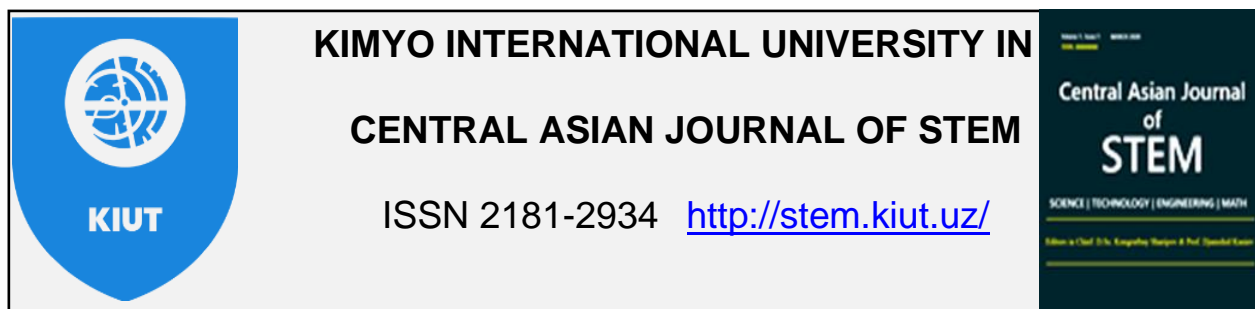 KIMYO INTERNATIONAL UNIVERSITY IN
CENTRAL ASIAN JOURNAL OF STEM
ISSN 2181-2934 http://stem.kiut.uz/
KIUT
Central Asian Journal
of
STEM
SCIENCE | TECHNOLOGY | ENGINEERING | MATH